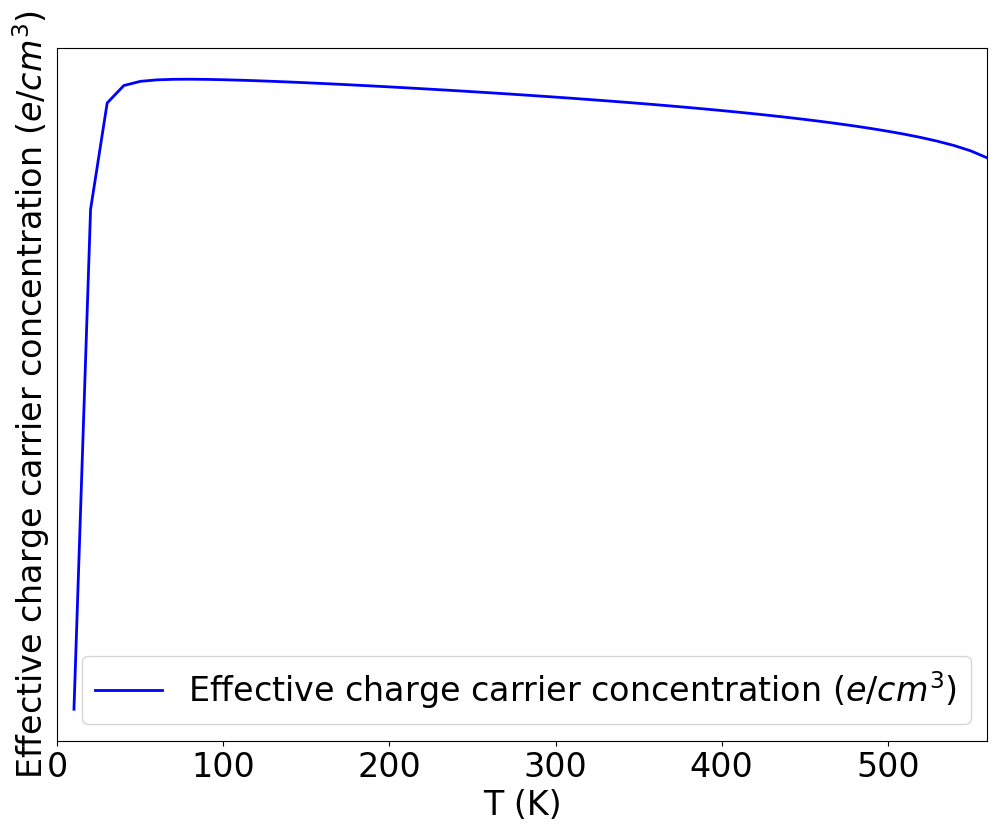 Effective charge carrier concentration (e/cm³)
Effective charge carrier concentration (e/cm³)
0 100 200 300 400 500
T (K)